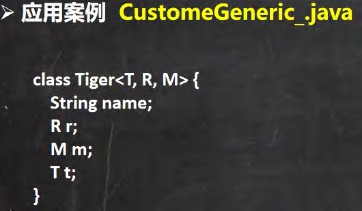 ➢ 应用案例 CustomeGeneric_.java
class Tiger<T, R, M> {
String name;
R r;
M m;
T t;
}